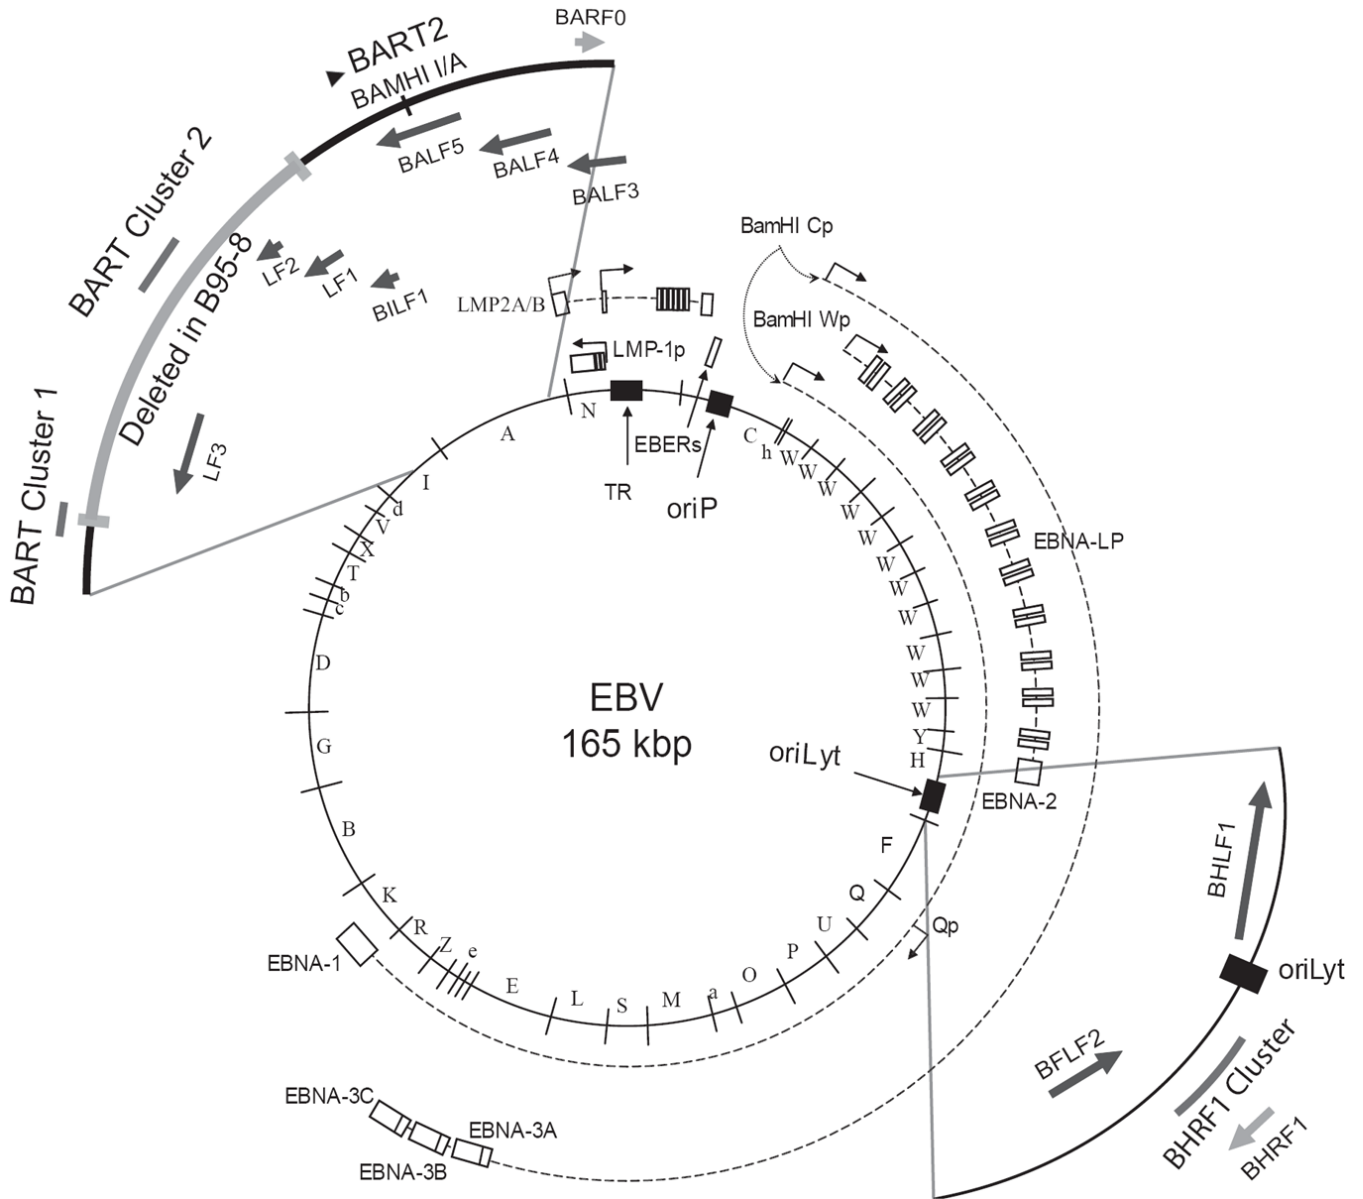 BARF0
BART2
BAMHI I/A
BALF5
BALF4
BALF3
BART Cluster 2
Deleted in B95-8
LF2
LF1
BILF1
BART Cluster 1
LF3
LMP2A/B
LMP-1p
BamHI Cp
BamHI Wp
EBERs
TR
oriP
EBNA-LP
EBNA-2
A
N
C
h
W
W
W
W
W
W
W
W
W
W
W
Y
H
F
Q
U
P
O
a
M
S
L
E
e
Z
R
K
B
G
D
c
b
T
X
V
d
I
EBV
165 kbp
oriLyt
Qp
EBNA-1
EBNA-3C
EBNA-3B
EBNA-3A
BHLF1
oriLyt
BFLF2
BHRF1 Cluster
BHRF1